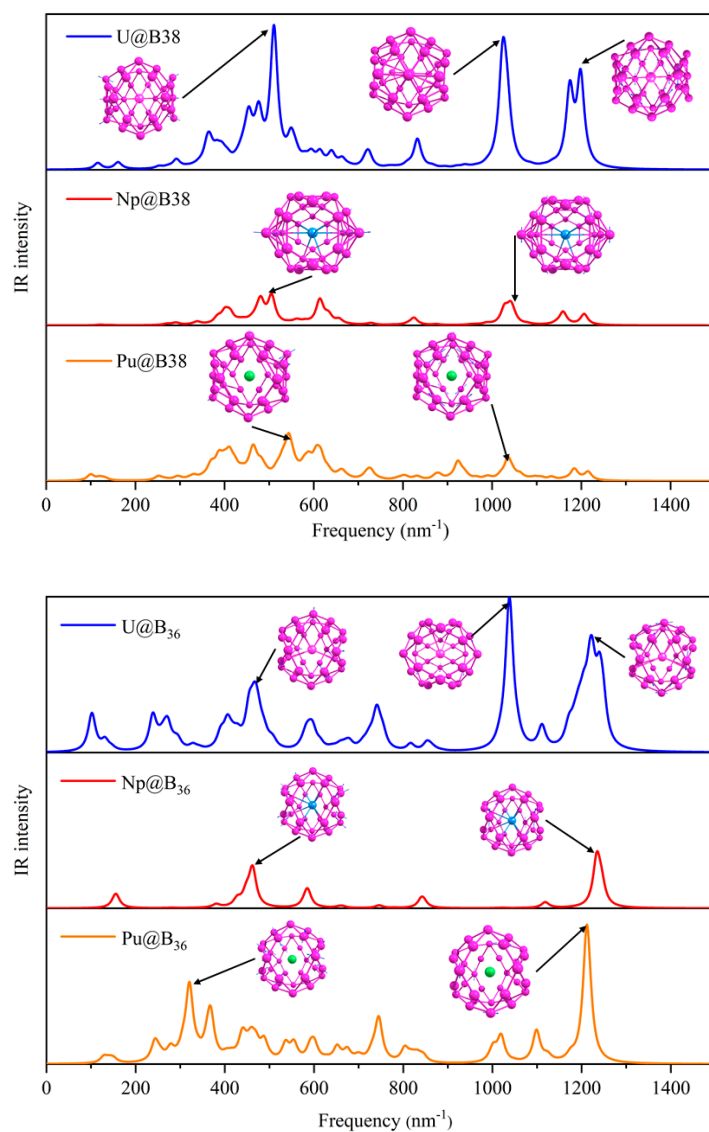 U@B38
Np@B38
Pu@B38
IR intensity
0 200 400 600 800 1000 1200 1400
Frequency (nm⁻¹)
U@B₃₆
Np@B₃₆
Pu@B₃₆
IR intensity
0 200 400 600 800 1000 1200 1400
Frequency (nm⁻¹)